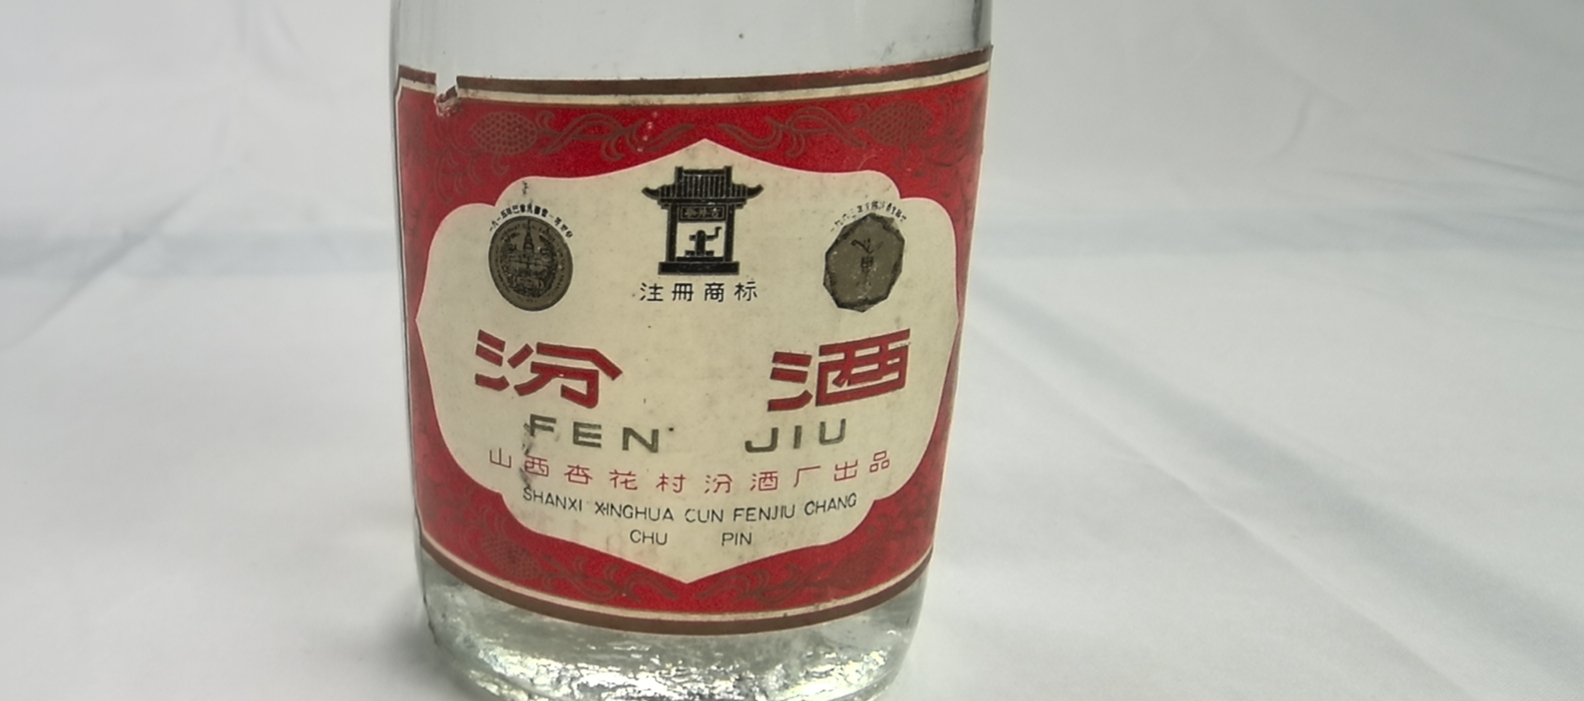 注冊商标
汾酒
FEN JIU
山西杏花村汾酒厂出品
SHANXI XINGHUA CUN FENJIU CHANG
CHU PIN